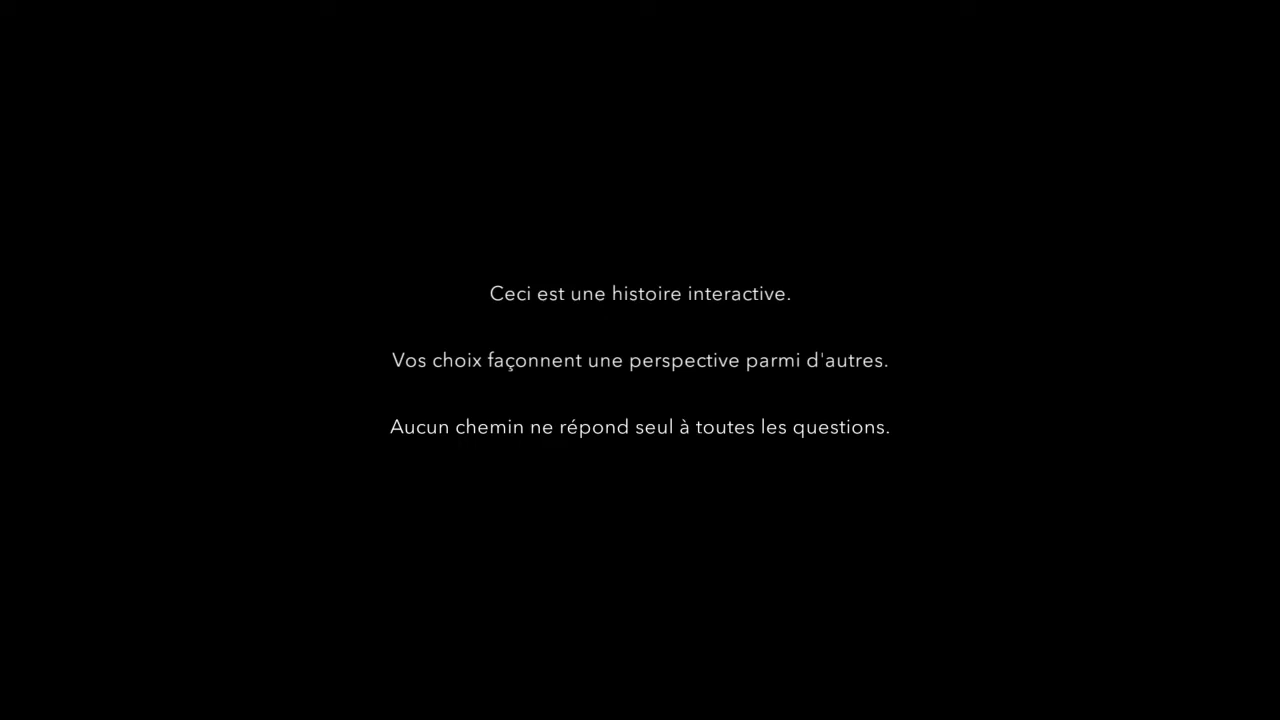 Ceci est une histoire interactive.
Vos choix façonnent une perspective parmi d'autres.
Aucun chemin ne répond seul à toutes les questions.